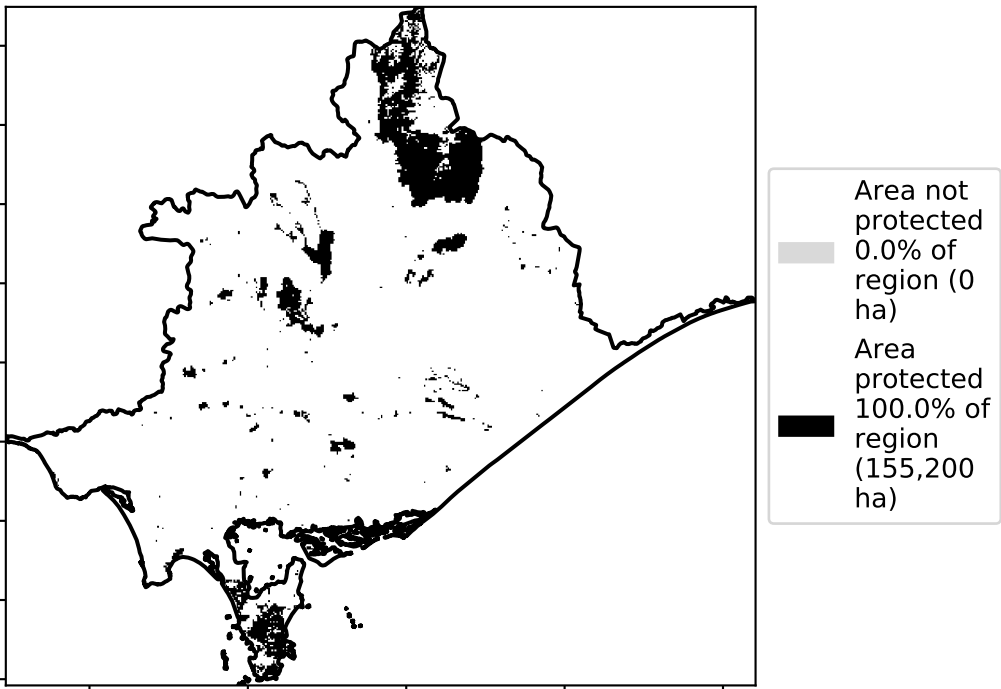 Area not
protected
0.0% of
region (0
ha)
Area
protected
100.0% of
region
(155,200
ha)